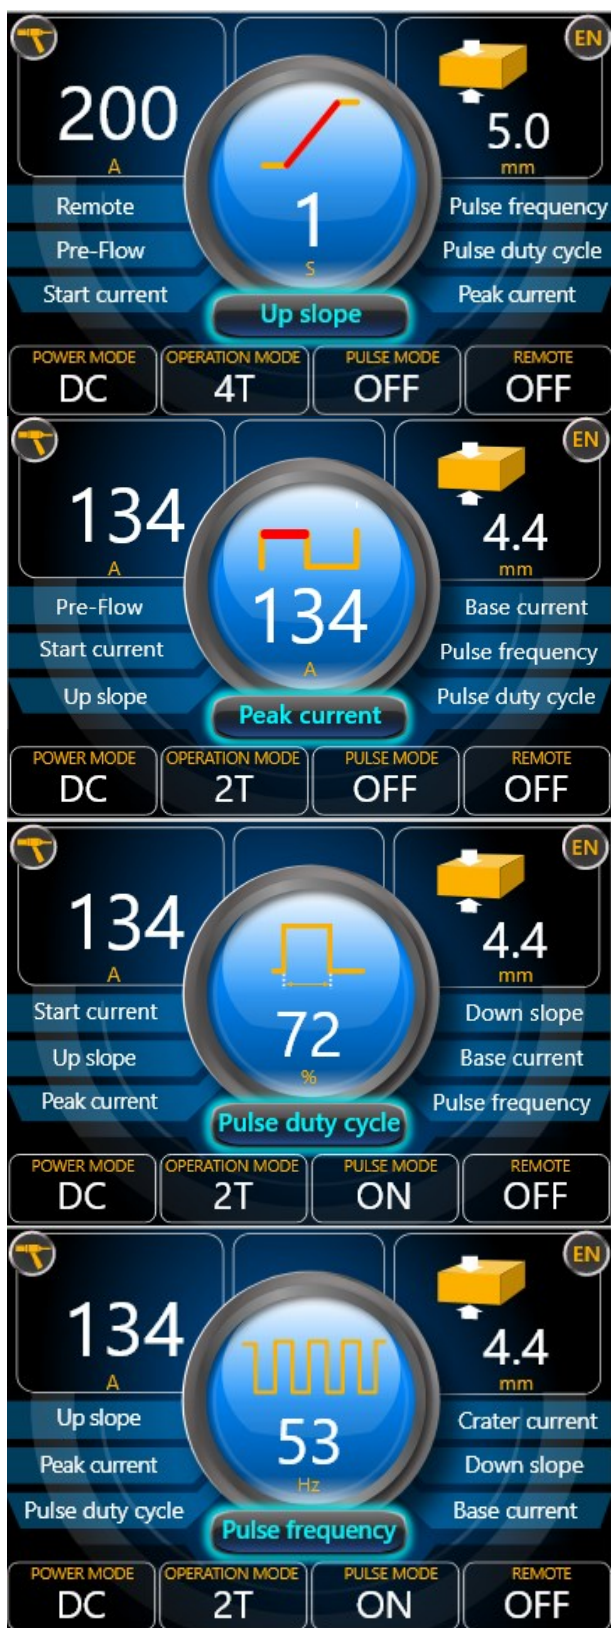 EN
200
A
5.0
mm
1
S
Remote
Pulse frequency
Pre-Flow
Pulse duty cycle
Start current
Peak current
Up slope
POWER MODE OPERATION MODE PULSE MODE REMOTE
DC 4T OFF OFF
EN
134
A
4.4
mm
134
A
Pre-Flow
Base current
Start current
Pulse frequency
Up slope
Pulse duty cycle
Peak current
POWER MODE OPERATION MODE PULSE MODE REMOTE
DC 2T OFF OFF
EN
134
A
4.4
mm
72
%
Start current
Down slope
Up slope
Base current
Peak current
Pulse frequency
Pulse duty cycle
POWER MODE OPERATION MODE PULSE MODE REMOTE
DC 2T ON OFF
EN
134
A
4.4
mm
53
Hz
Up slope
Crater current
Peak current
Down slope
Pulse duty cycle
Base current
Pulse frequency
POWER MODE OPERATION MODE PULSE MODE REMOTE
DC 2T ON OFF